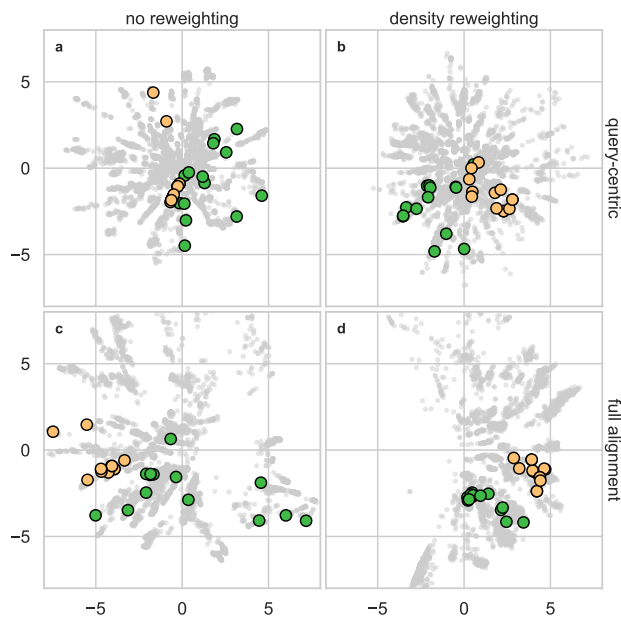 no reweighting
density reweighting
a
b
5
0
−5
query-centric
c
d
5
0
−5
full alignment
−5
0
5
−5
0
5